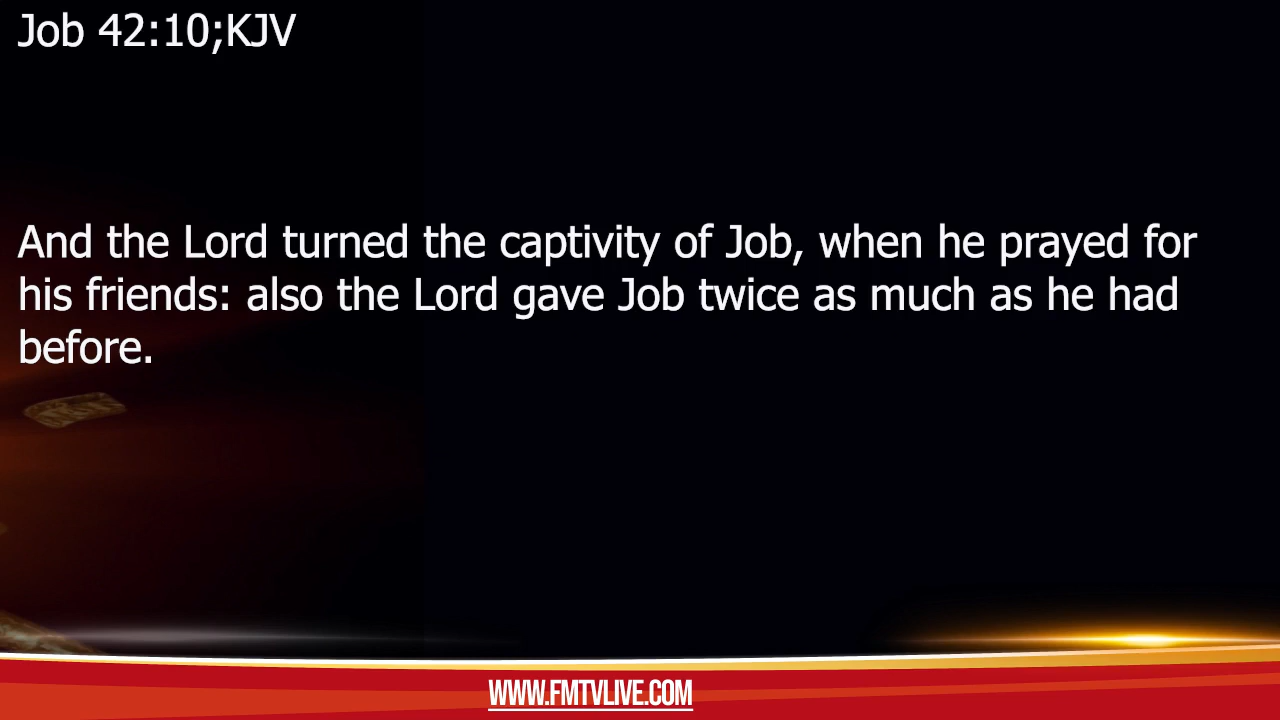 Job 42:10;KJV
And the Lord turned the captivity of Job, when he prayed for
his friends: also the Lord gave Job twice as much as he had
before.
WWW.FMTVLIVE.COM